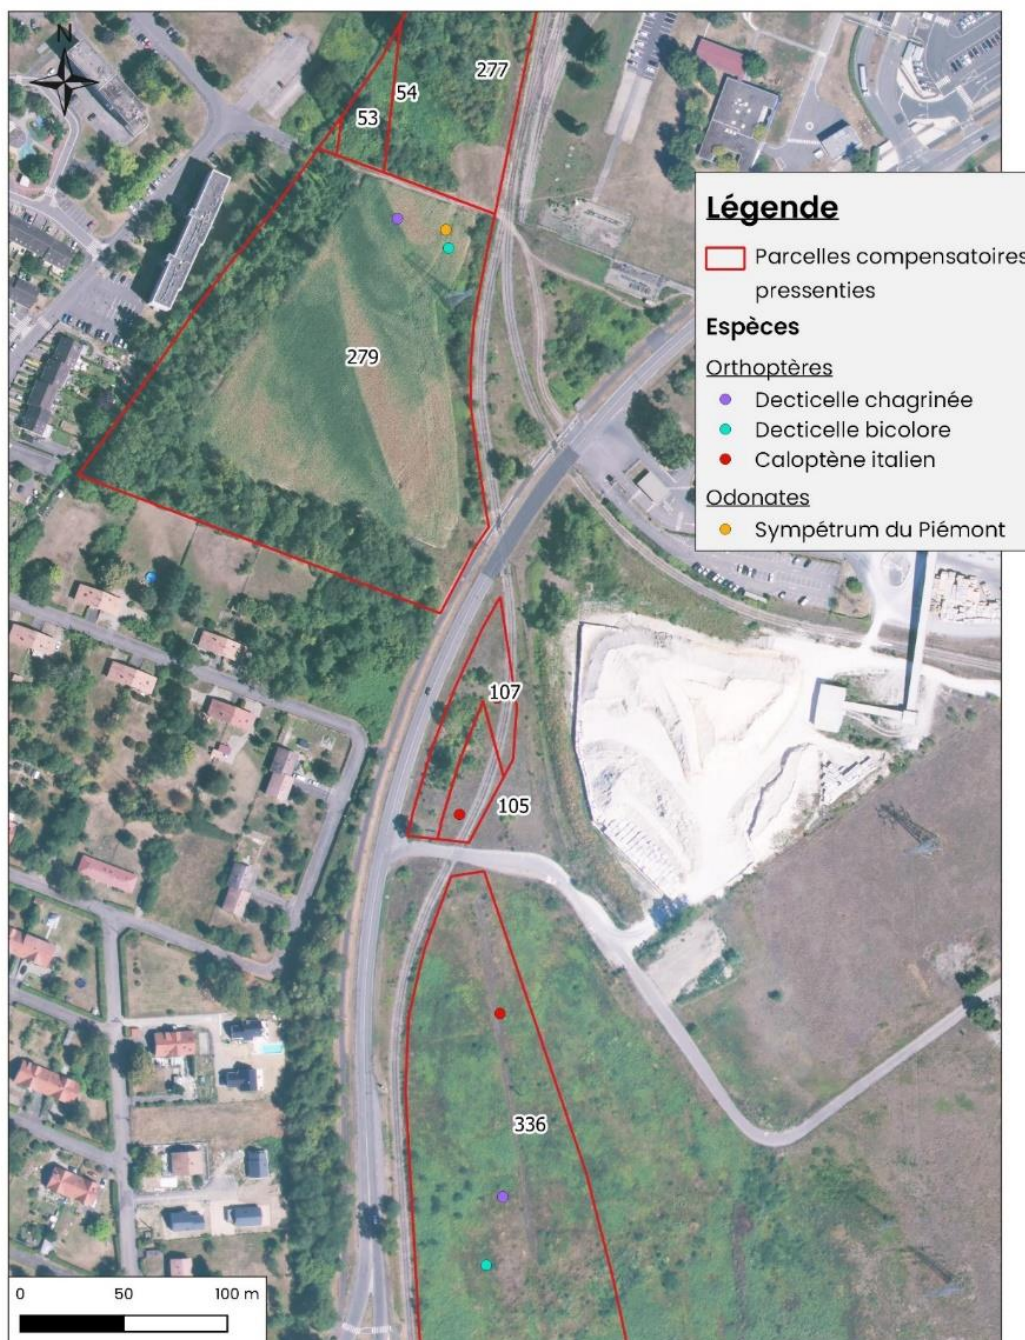 N
277
54
53
279
107
105
336
Légende
Parcelles compensatoires
pressenties
Espèces
Orthoptères
Decticelle chagrinée
Decticelle bicolore
Caloptène italien
Odonates
Sympétrum du Piémont
0 50 100 m